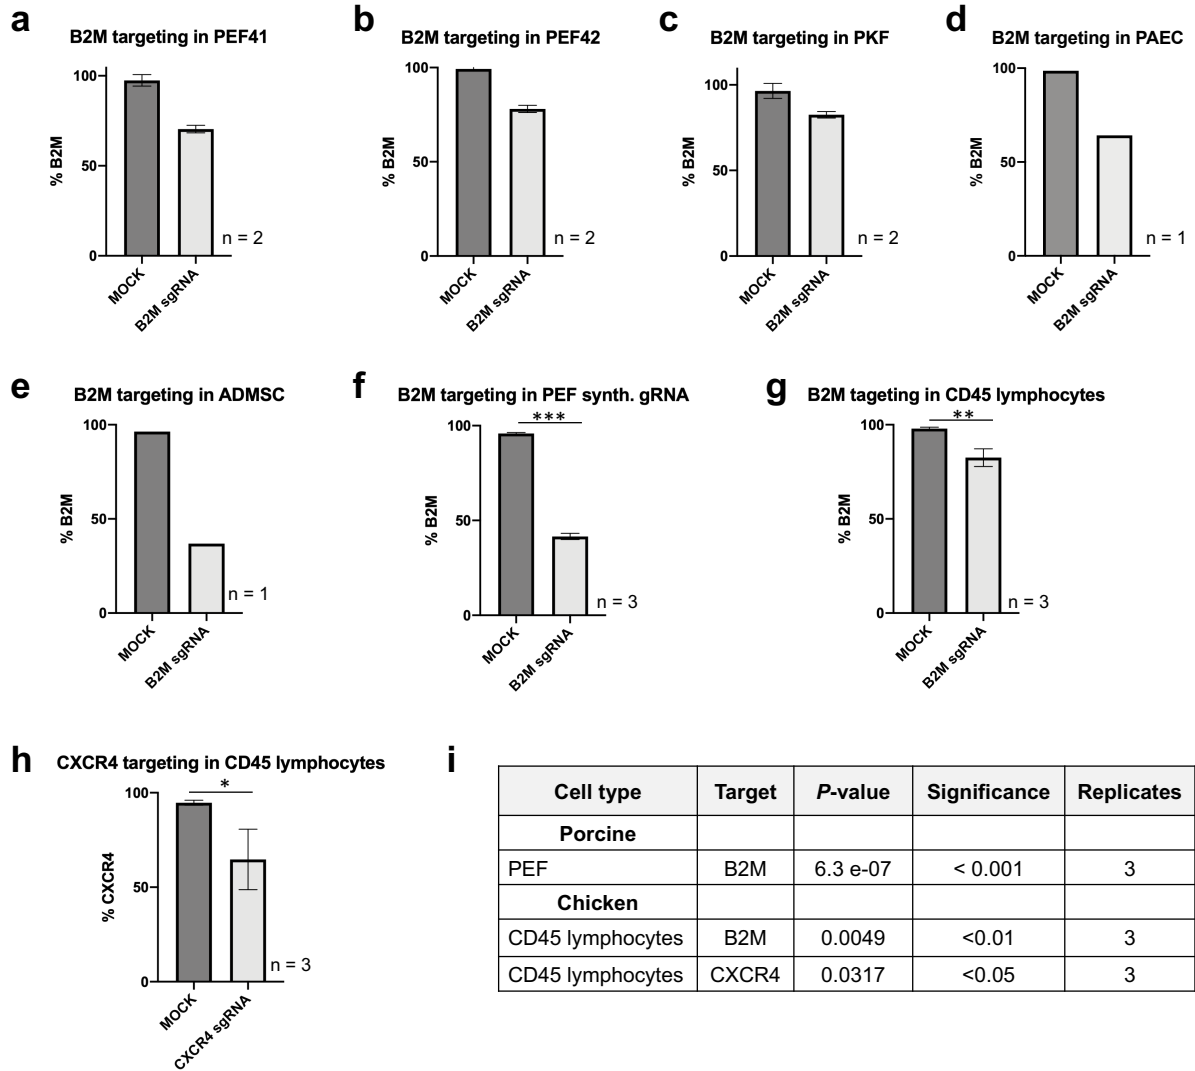 a
B2M targeting in PEF41
% B2M
100
50
0
n = 2
MOCK
B2M sgRNA
b
B2M targeting in PEF42
% B2M
100
50
0
n = 2
MOCK
B2M sgRNA
c
B2M targeting in PKF
% B2M
100
50
0
n = 2
MOCK
B2M sgRNA
d
B2M targeting in PAEC
% B2M
100
50
0
n = 1
MOCK
B2M sgRNA
e
B2M targeting in ADMSC
% B2M
100
50
0
n = 1
MOCK
B2M sgRNA
f
B2M targeting in PEF synth. gRNA
***
% B2M
100
50
0
n = 3
MOCK
B2M sgRNA
g
B2M tageting in CD45 lymphocytes
**
% B2M
100
50
0
n = 3
MOCK
B2M sgRNA
h
CXCR4 targeting in CD45 lymphocytes
*
% CXCR4
100
50
0
n = 3
MOCK
CXCR4 sgRNA
i
Cell type Target P-value Significance Replicates
Porcine
PEF B2M 6.3 e-07 < 0.001 3
Chicken
CD45 lymphocytes B2M 0.0049 <0.01 3
CD45 lymphocytes CXCR4 0.0317 <0.05 3